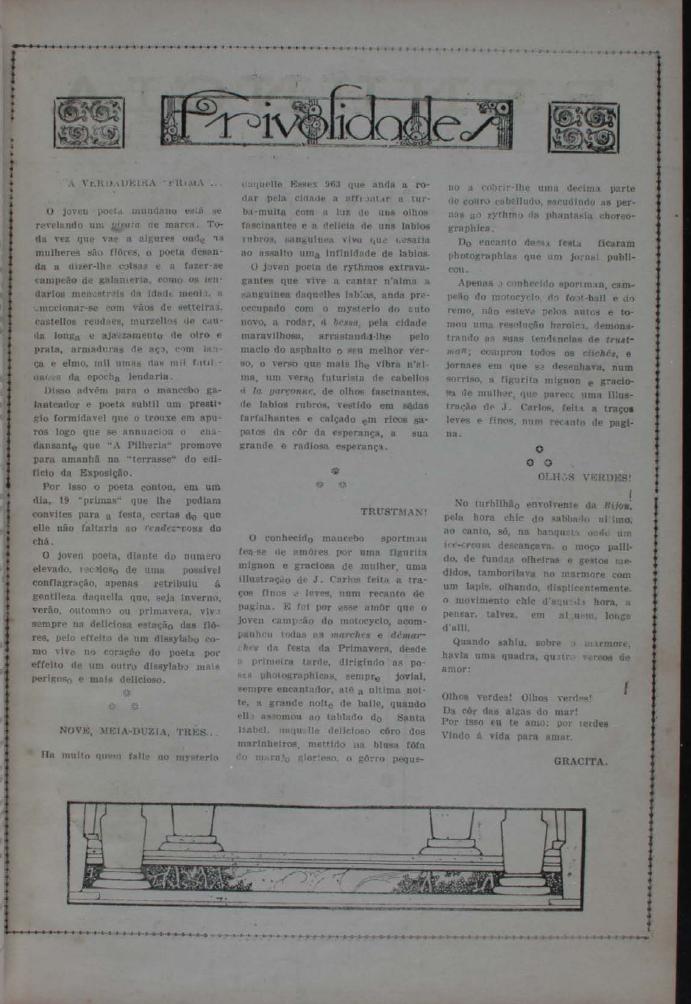 Frivolidades
A VERDADEIRA "PRIMA...
O joven poeta mundano está se
revelando um de marca. To-
da vez que vae a algures onde as
mulheres são flôres, o poeta desan-
da a dizer-lhe coisas e a fazer-se
campeão de galanteria, como os len-
darios menestreis da idade media, a
emocionar-se com vãos de setteiras,
castellos rendaes, murzellos de cau-
da longa e ajaezamento de oiro e
prata, armaduras de aço, com lan-
ça e elmo, mil umas das mil futil-
da epocha lendaria.
Disso advém para o mancebo ga-
lanteador e poeta subtil um presti-
gio formidavel que o trouxe em apu-
ros logo que se annunciou o chá-
dansante que "A Pilheria" promove
para amanhã na "terrasse" do edi-
ficio da Exposição.
Por isso o poeta contou, em um
dia, 19 "primas" que lhe pediam
convites para a festa, certas de que
elle não faltaria ao rendez-vous do
chá.
O joven poeta, diante do numero
elevado, receioso de uma possivel
conflagração, apenas retribuiu á
gentileza daquella que, seja inverno,
verão, outomno ou primavera, vive
sempre na deliciosa estação das flô-
res, pelo effeito de um dissylabo co-
mo vive no coração do poeta por
effeito de um outro dissylabo mais
perigoso e mais delicioso.
NOVE, MEIA-DUZIA, TRES...
Ha muito quem falle no mysterio
daquelle Essex 963 que anda a ro-
dar pela cidade a affrontar a tur-
ba-multa com a luz de uns olhos
fascinantes e a delicia de uns labios
rubros, sanguinea viva que desafia
ao assalto uma infinidade de labios.
O joven poeta de rythmos extrava-
gantes que vive a cantar n'alma a
sanguinea daquelles labios, anda pre-
occupado com o mysterio do auto
novo, a rodar, á bessa, pela cidade
maravilhosa, arrastando-lhe pelo
macio do asphalto o seu melhor ver-
so, o verso que mais lhe vibra n'al-
ma, um verso futurista de cabellos
á la garçonne, de olhos fascinantes,
de labios rubros, vestido em sêdas
farfalhantes e calçado em ricos sa-
patos da côr da esperança, a sua
grande e radiosa esperança.
TRUSTMAN!
O conhecido mancebo sportman
fez-se de amôres por uma figurita
mignon e graciosa de mulher, uma
illustração de J. Carlos feita a tra-
ços finos e leves, num recanto de
pagina. E foi por esse amôr que o
joven campeão do motocyclo, acom-
panhou todas as marches e démar-
ches da festa da Primavera, desde
a primeira tarde, dirigindo as po-
ses photographicas, sempre jovial,
sempre encantador, até a ultima noi-
te, a grande noite de baile, quando
elle assomou ao tablado do Santa
Izabel, naquelle delicioso côro dos
marinheiros, mettido na blusa fôfa
do marujo glorioso, o gôrro peque-
no a cobrir-lhe uma decima parte
do couro cabelludo, sacudindo as per-
nas ao rythmo da phantasia choreo-
graphica.
Do encanto dessa festa ficaram
photographias que um jornal publi-
cou.
Apenas o conhecido sportman, cam-
peão do motocyclo, do foot-ball e do
remo, não esteve pelos autos e to-
mou uma resolução heroica, demons-
trando as suas tendencias de trust-
man; comprou todos os clichés, e
jornaes em que se desenhava, num
sorriso, a figurita mignon e gracio-
sa de mulher, que parece uma illus-
tração de J. Carlos, feita a traços
leves e finos, num recanto de pagi-
na.
OLHOS VERDES!
No turbilhão envolvente da Bijou,
pela hora chic do sabbado ultimo,
ao canto, só, na banqueta onde um
ice-cream descançava, o moço palli-
do, de fundas olheiras e gestos me-
didos, tamborilava no marmore com
um lapis, olhando, displicentemente,
o movimento chic d'aquella hora, a
pensar, talvez, em alguem, longe
d'alli.
Quando sahiu, sobre o marmore,
havia uma quadra, quatro versos de
amor:
Olhos verdes! Olhos verdes!
Da côr das algas do mar!
Por isso eu te amo: por terdes
Vindo á vida para amar.
GRACITA.